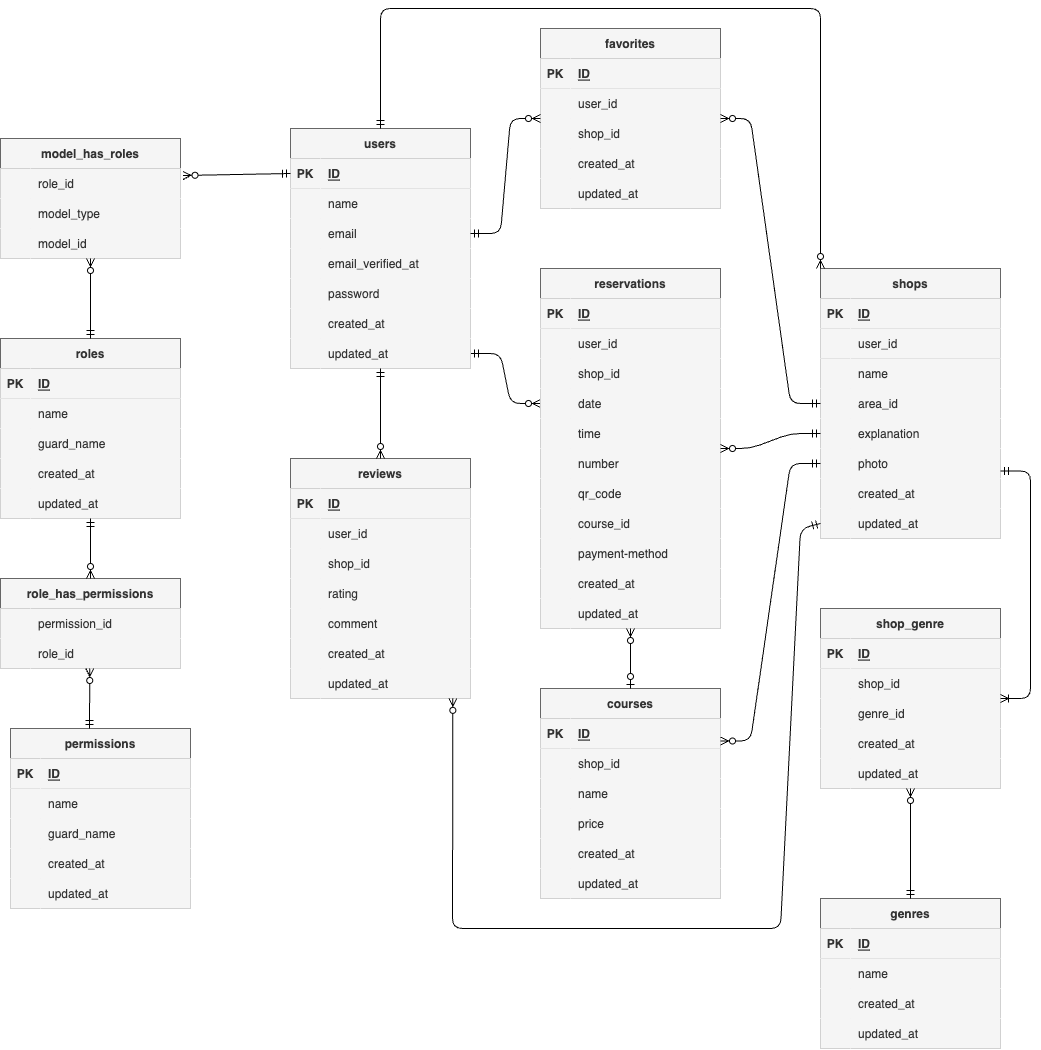 favorites
PK ID
user_id
shop_id
created_at
updated_at
users
PK ID
name
email
email_verified_at
password
created_at
updated_at
model_has_roles
role_id
model_type
model_id
reservations
PK ID
user_id
shop_id
date
time
number
qr_code
course_id
payment-method
created_at
updated_at
shops
PK ID
user_id
name
area_id
explanation
photo
created_at
updated_at
roles
PK ID
name
guard_name
created_at
updated_at
reviews
PK ID
user_id
shop_id
rating
comment
created_at
updated_at
role_has_permissions
permission_id
role_id
shop_genre
PK ID
shop_id
genre_id
created_at
updated_at
courses
PK ID
shop_id
name
price
created_at
updated_at
permissions
PK ID
name
guard_name
created_at
updated_at
genres
PK ID
name
created_at
updated_at